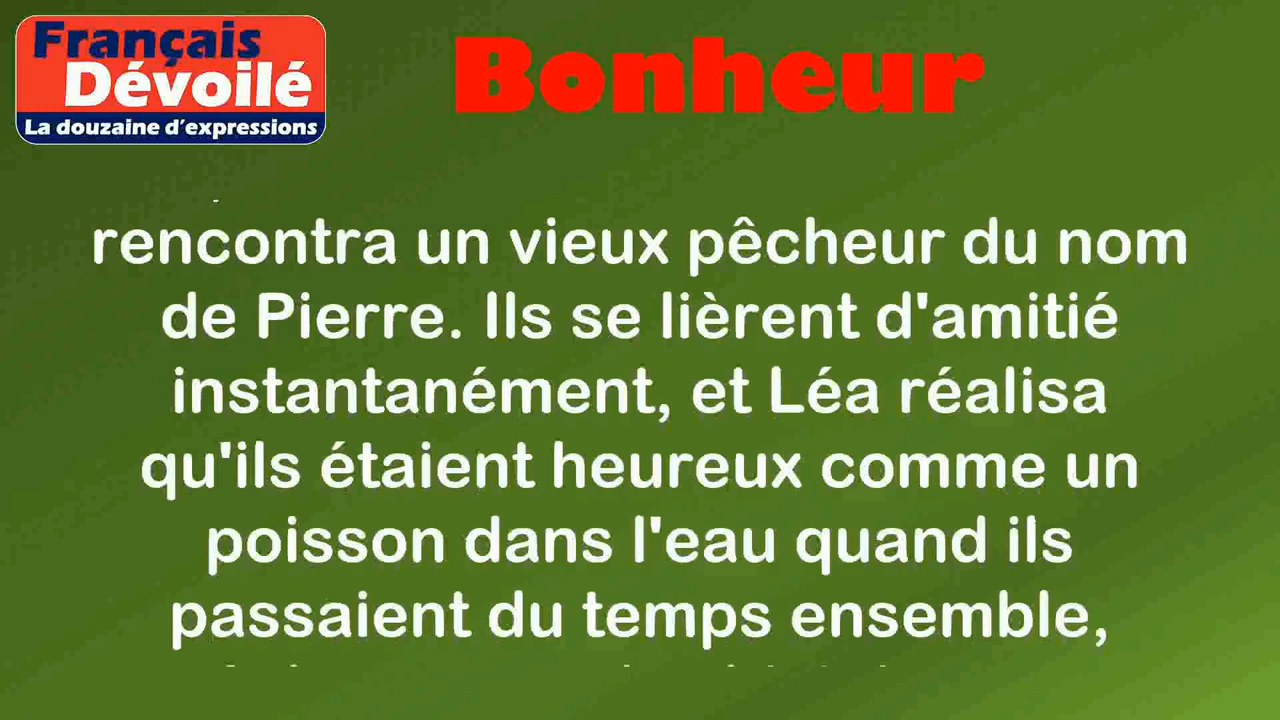 Français
Dévoilé
La douzaine d'expressions
Bonheur
rencontra un vieux pêcheur du nom
de Pierre. Ils se lièrent d'amitié
instantanément, et Léa réalisa
qu'ils étaient heureux comme un
poisson dans l'eau quand ils
passaient du temps ensemble,